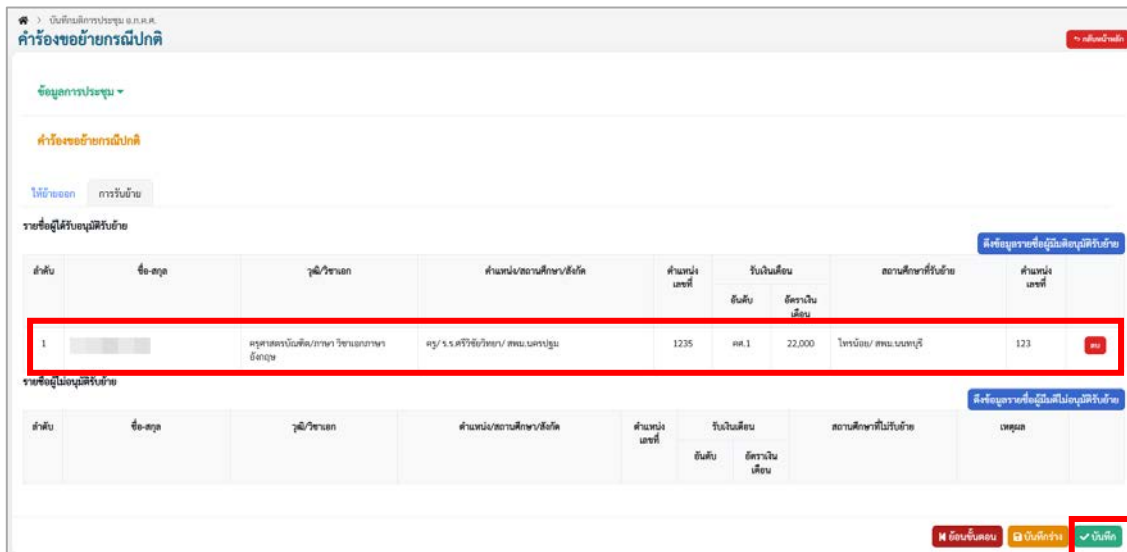 บันทึกมติการประชุม อ.ก.ค.ศ.
คำร้องขอย้ายกรณีปกติ
กลับหน้าหลัก
ข้อมูลการประชุม
คำร้องขอย้ายกรณีปกติ
ให้ย้ายออก การรับย้าย
รายชื่อผู้ได้รับอนุมัติรับย้าย
ดึงข้อมูลรายชื่อผู้มีมติอนุมัติรับย้าย
ลำดับ ชื่อ-สกุล วุฒิ/วิชาเอก ตำแหน่ง/สถานศึกษา/สังกัด ตำแหน่ง รับเงินเดือน สถานศึกษาที่รับย้าย ตำแหน่ง
เลขที่ เลขที่
อันดับ อัตราเงิน
เดือน
1 ครุศาสตรบัณฑิต/ภาษา วิชาเอกภาษา ครู/ ร.ร.ศรีวิชัยวิทยา/ สพม.นครปฐม 1235 คศ.1 22,000 ไทรน้อย/ สพม.นนทบุรี 123 ลบ
อังกฤษ
รายชื่อผู้ไม่อนุมัติรับย้าย
ดึงข้อมูลรายชื่อผู้มีมติไม่อนุมัติรับย้าย
ลำดับ ชื่อ-สกุล วุฒิ/วิชาเอก ตำแหน่ง/สถานศึกษา/สังกัด ตำแหน่ง รับเงินเดือน สถานศึกษาที่ไม่รับย้าย เหตุผล
เลขที่
อันดับ อัตราเงิน
เดือน
ย้อนขั้นตอน บันทึกร่าง บันทึก